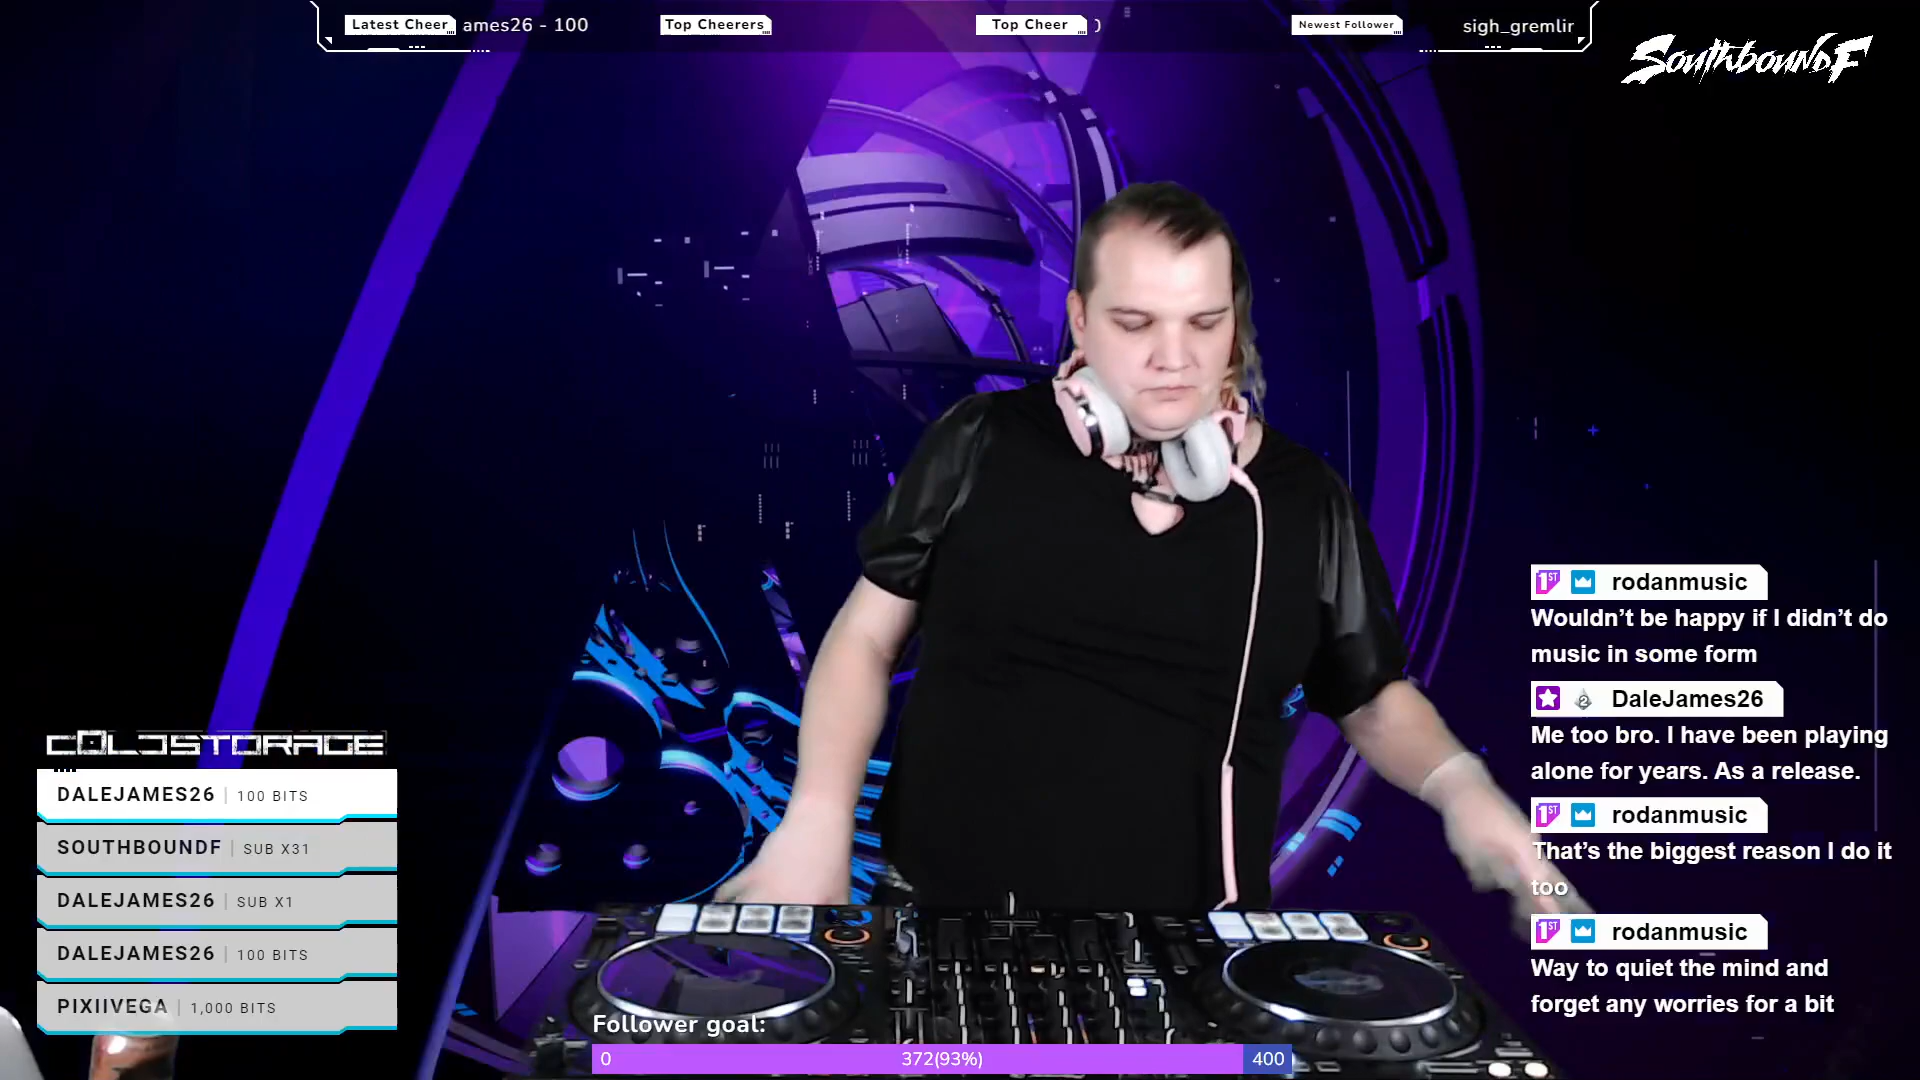 Latest Cheer
ames26 - 100
Top Cheerers
Top Cheer
0
Newest Follower
sigh_gremlir
SouthbounDF
rodanmusic
Wouldn’t be happy if I didn’t do
music in some form
DaleJames26
Me too bro. I have been playing
alone for years. As a release.
rodanmusic
That’s the biggest reason I do it
too
rodanmusic
Way to quiet the mind and
forget any worries for a bit
COLDSTORAGE
DALEJAMES26 | 100 BITS
SOUTHBOUNDF | SUB X31
DALEJAMES26 | SUB X1
DALEJAMES26 | 100 BITS
PIXIIVEGA | 1,000 BITS
Follower goal:
0
372(93%)
400